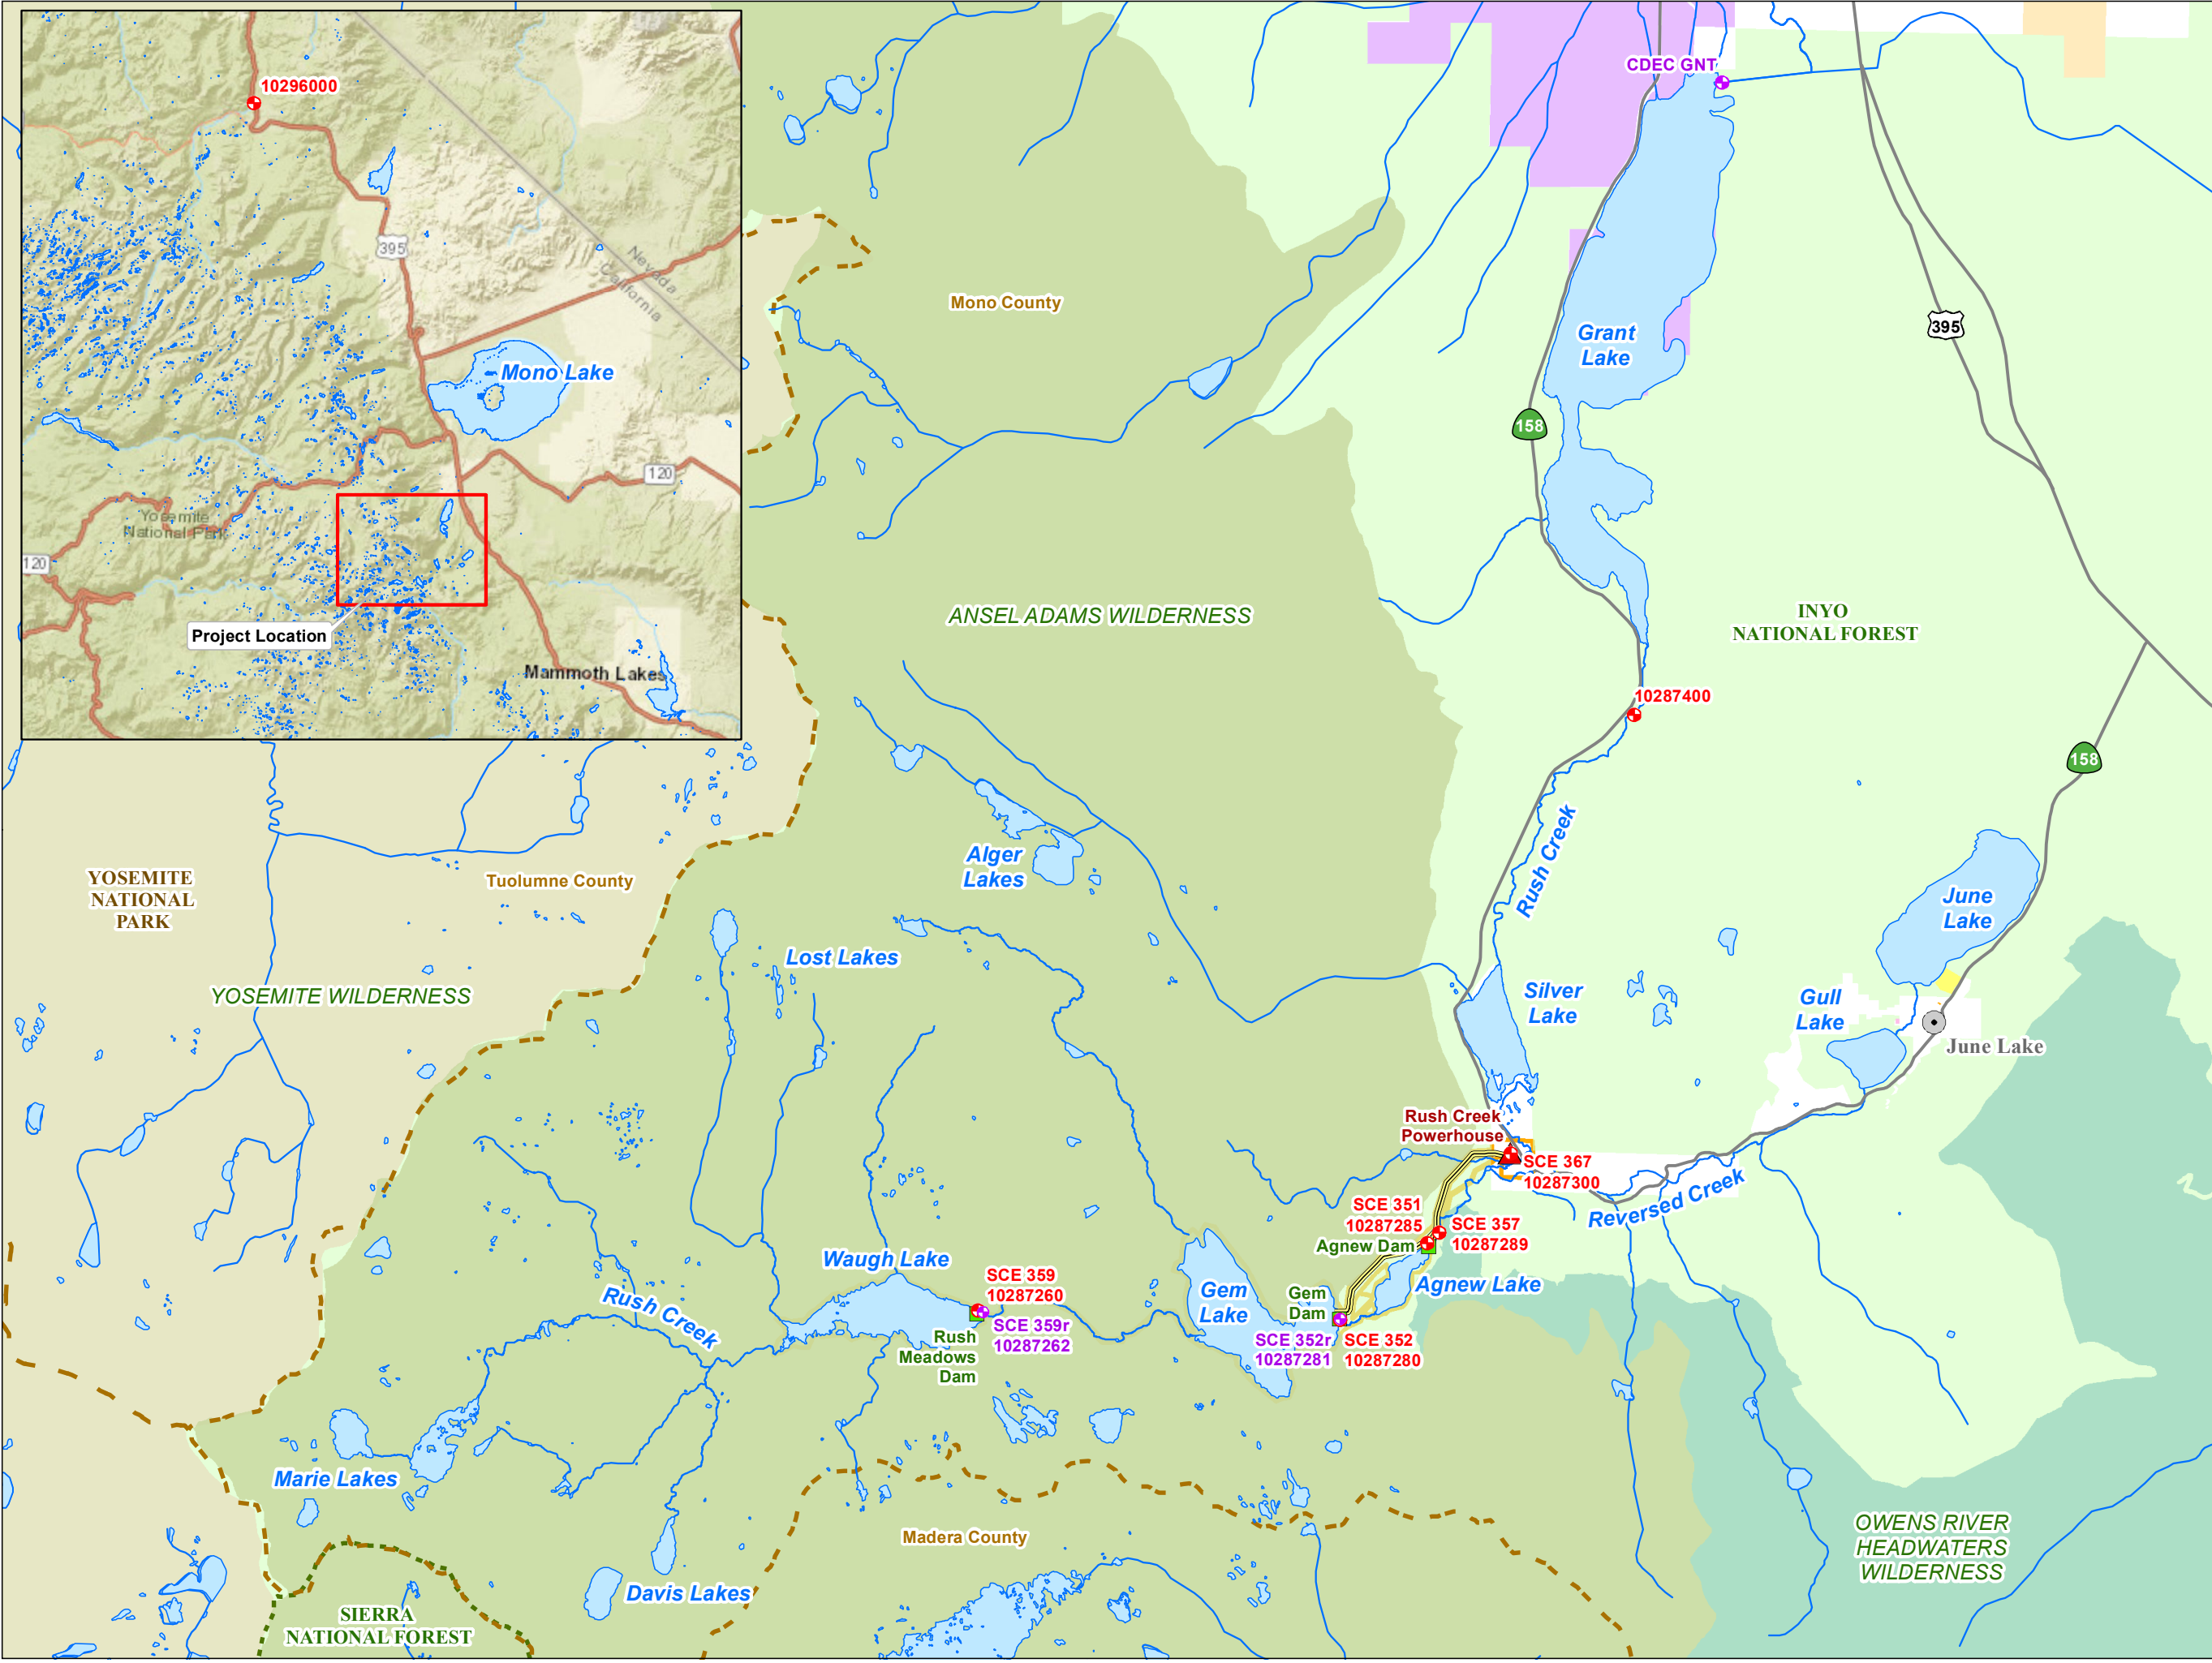 10296000
395
Nevada
California
Mono Lake
120
Yosemite
National Park
120
Project Location
Mammoth Lakes
CDEC GNT
Mono County
Grant
Lake
395
158
ANSEL ADAMS WILDERNESS
INYO
NATIONAL FOREST
10287400
158
Rush Creek
Alger
Lakes
YOSEMITE
NATIONAL
PARK
Tuolumne County
June
Lake
Lost Lakes
YOSEMITE WILDERNESS
Silver
Lake
Gull
Lake
June Lake
Rush Creek
Powerhouse
SCE 367
10287300
Reversed Creek
SCE 351
10287285
SCE 357
10287289
Agnew Dam
Agnew Lake
Waugh Lake
SCE 359
10287260
Gem
Lake
Gem
Dam
Rush Creek
SCE 359r
10287262
Rush
Meadows
Dam
SCE 352r
10287281
SCE 352
10287280
Marie Lakes
Madera County
OWENS RIVER
HEADWATERS
WILDERNESS
Davis Lakes
SIERRA
NATIONAL FOREST